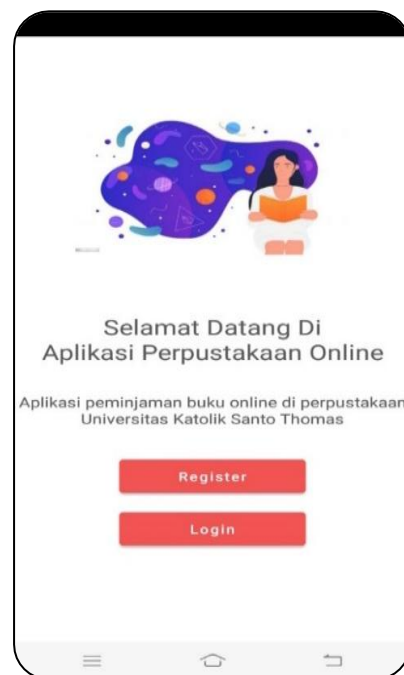 Selamat Datang Di
Aplikasi Perpustakaan Online
Aplikasi peminjaman buku online di perpustakaan
Universitas Katolik Santo Thomas
Register
Login